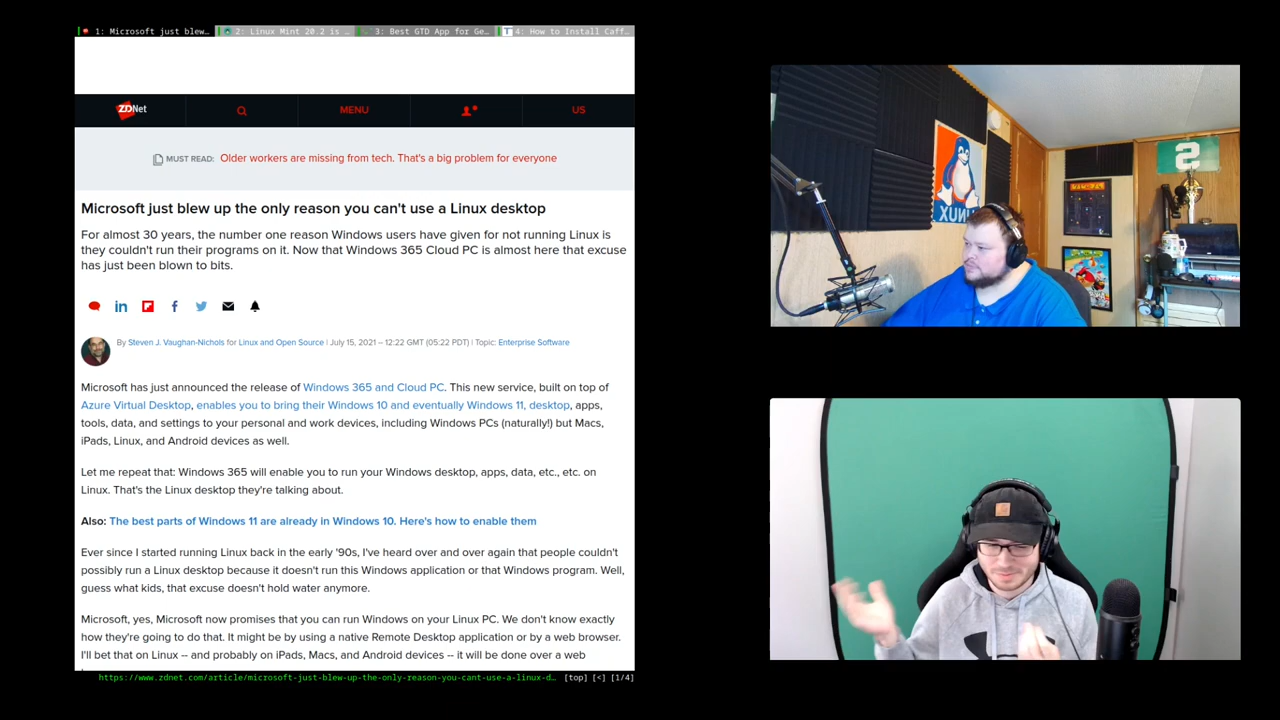 1: Microsoft just blew… 2: Linux Mint 20.2 is … 3: Best GTD App for Ge… 4: How to Install Caff…
ZDNet MENU US
MUST READ: Older workers are missing from tech. That's a big problem for everyone
Microsoft just blew up the only reason you can't use a Linux desktop
For almost 30 years, the number one reason Windows users have given for not running Linux is
they couldn't run their programs on it. Now that Windows 365 Cloud PC is almost here that excuse
has just been blown to bits.
By Steven J. Vaughan-Nichols for Linux and Open Source | July 15, 2021 -- 12:22 GMT (05:22 PDT) | Topic: Enterprise Software
Microsoft has just announced the release of Windows 365 and Cloud PC. This new service, built on top of
Azure Virtual Desktop, enables you to bring their Windows 10 and eventually Windows 11, desktop, apps,
tools, data, and settings to your personal and work devices, including Windows PCs (naturally!) but Macs,
iPads, Linux, and Android devices as well.
Let me repeat that: Windows 365 will enable you to run your Windows desktop, apps, data, etc., etc. on
Linux. That's the Linux desktop they're talking about.
Also: The best parts of Windows 11 are already in Windows 10. Here's how to enable them
Ever since I started running Linux back in the early '90s, I've heard over and over again that people couldn't
possibly run a Linux desktop because it doesn't run this Windows application or that Windows program. Well,
guess what kids, that excuse doesn't hold water anymore.
Microsoft, yes, Microsoft now promises that you can run Windows on your Linux PC. We don't know exactly
how they're going to do that. It might be by using a native Remote Desktop application or by a web browser.
I'll bet that on Linux -- and probably on iPads, Macs, and Android devices -- it will be done over a web
https://www.zdnet.com/article/microsoft-just-blew-up-the-only-reason-you-cant-use-a-linux-d… [top] [<] [1/4]
LINUX